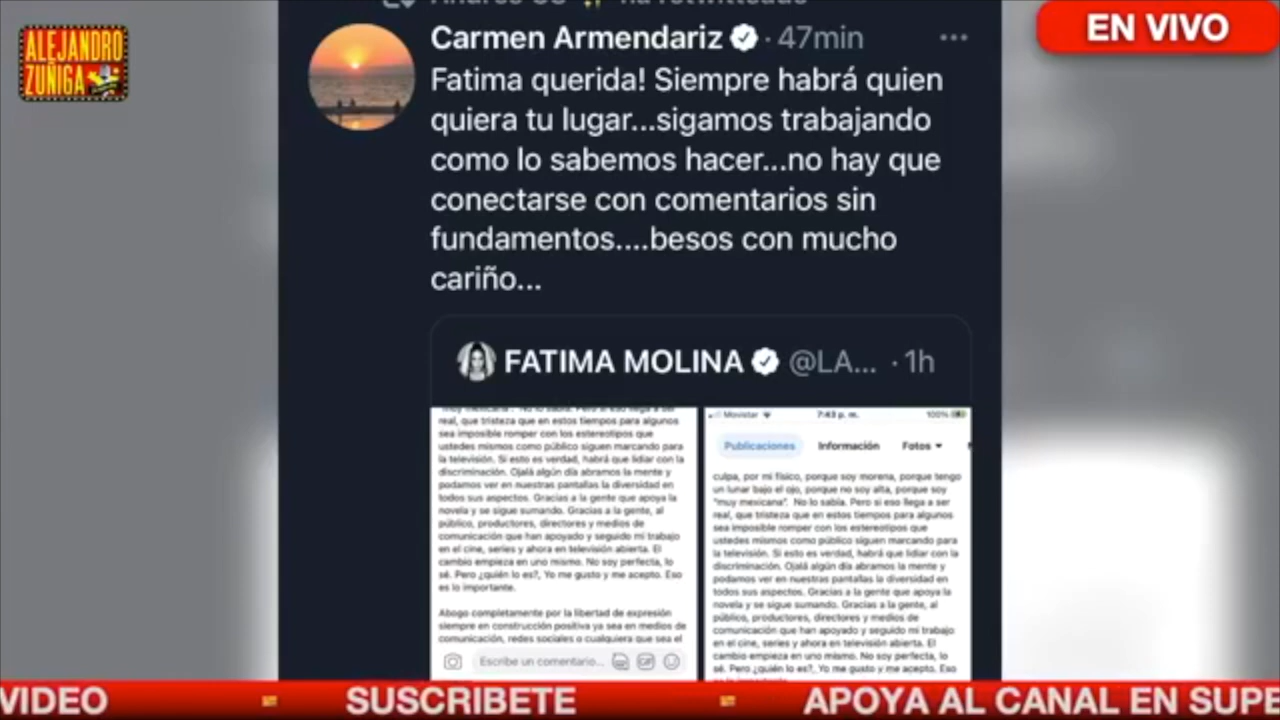 ALEJANDRO
ZUÑIGA
EN VIVO
Carmen Armendariz · 47min
Fatima querida! Siempre habrá quien
quiera tu lugar...sigamos trabajando
como lo sabemos hacer...no hay que
conectarse con comentarios sin
fundamentos....besos con mucho
cariño...
FATIMA MOLINA @LA... · 1h
"muy mexicana". No lo sabía. Pero si eso llega a ser
real, que tristeza que en estos tiempos para algunos
sea imposible romper con los estereotipos que
ustedes mismos como público siguen marcando para
la televisión. Si esto es verdad, habrá que lidiar con la
discriminación. Ojalá algún día abramos la mente y
podamos ver en nuestras pantallas la diversidad en
todos sus aspectos. Gracias a la gente que apoya la
novela y se sigue sumando. Gracias a la gente, al
público, productores, directores y medios de
comunicación que han apoyado y seguido mi trabajo
en el cine, series y ahora en televisión abierta. El
cambio empieza en uno mismo. No soy perfecta, lo
sé. Pero ¿quién lo es?, Yo me gusto y me acepto. Eso
es lo importante.
Abogo completamente por la libertad de expresión
siempre en construcción positiva ya sea en medios de
comunicación, redes sociales o cualquiera que sea el
Escribe un comentario... GIF
Movistar 7:43 p. m. 100%
Publicaciones Información Fotos
culpa, por mi físico, porque soy morena, porque tengo
un lunar bajo el ojo, porque no soy alta, porque soy
"muy mexicana". No lo sabía. Pero si eso llega a ser
real, que tristeza que en estos tiempos para algunos
sea imposible romper con los estereotipos que
ustedes mismos como público siguen marcando para
la televisión. Si esto es verdad, habrá que lidiar con la
discriminación. Ojalá algún día abramos la mente y
podamos ver en nuestras pantallas la diversidad en
todos sus aspectos. Gracias a la gente que apoya la
novela y se sigue sumando. Gracias a la gente, al
público, productores, directores y medios de
comunicación que han apoyado y seguido mi trabajo
en el cine, series y ahora en televisión abierta. El
cambio empieza en uno mismo. No soy perfecta, lo
sé. Pero ¿quién lo es?, Yo me gusto y me acepto. Eso
VIDEO SUSCRIBETE APOYA AL CANAL EN SUPE